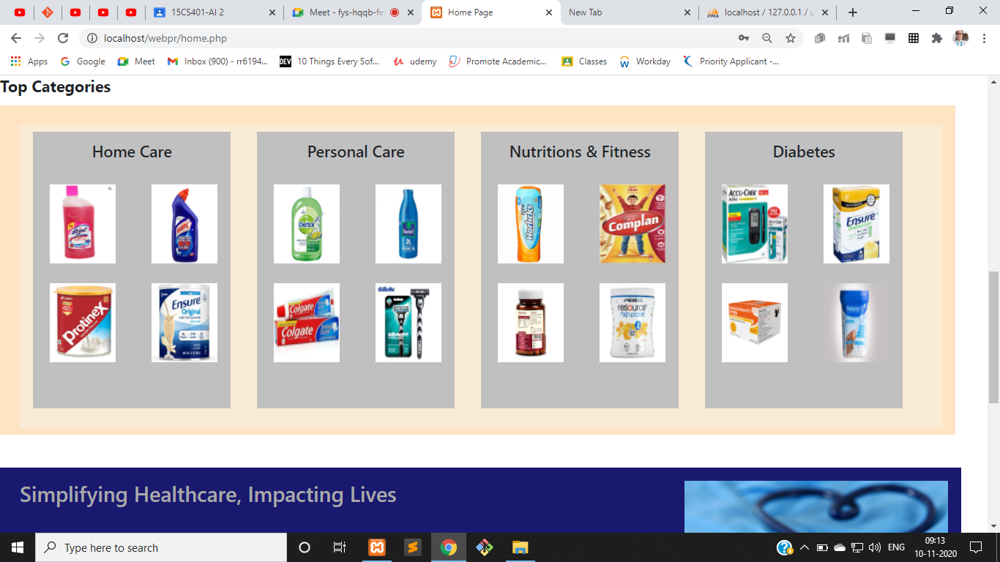 15CS401-AI 2
Meet - fys-hqqb-fe
Home Page
New Tab
localhost / 127.0.0.1 / u
localhost/webpr/home.php
Apps
Google
Meet
Inbox (900) - rr6194...
DEV
10 Things Every Sof...
udemy
Promote Academic...
Classes
Workday
Priority Applicant -...
Top Categories
Home Care
Personal Care
Nutritions & Fitness
Diabetes
Lizol
HARPIC
Dettol
Horlicks
Complan
ACCU-CHEK
Active
Ensure
Protinex
Ensure
Original
Colgate
Colgate
Gillette
Nestle
resource
high protein
Simplifying Healthcare, Impacting Lives
Type here to search
ENG
09:13
10-11-2020